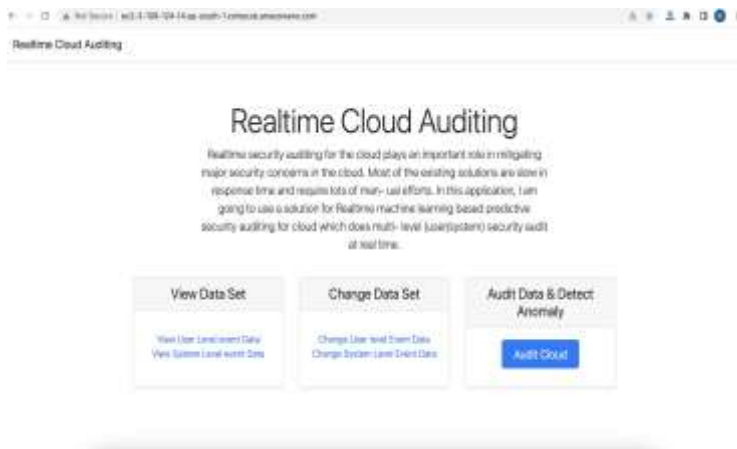 Not Secure
Realtime Cloud Auditing
Realtime Cloud Auditing
Realtime security auditing for the cloud plays an important role in mitigating
major security concerns in the cloud. Most of the existing solutions are slow in
response time and require lots of man- ual efforts. In this application, I am
going to use a solution for Realtime machine learning based predictive
security auditing for cloud which does multi- level (user/system) security audit
at real time.
View Data Set
View User Level event Data
View System Level event Data
Change Data Set
Change User level Event Data
Change System Level Event Data
Audit Data & Detect
Anomaly
Audit Cloud